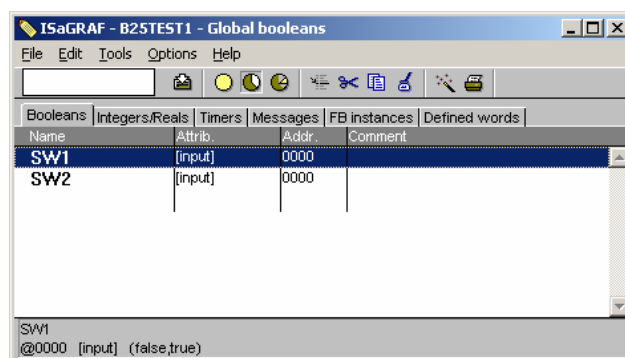 ISaGRAF - B25TEST1 - Global booleans
File Edit Tools Options Help
Booleans Integers/Reals Timers Messages FB instances Defined words
Name Attrib. Addr. Comment
SW1 [input] 0000
SW2 [input] 0000
SW1
@0000 [input] (false,true)